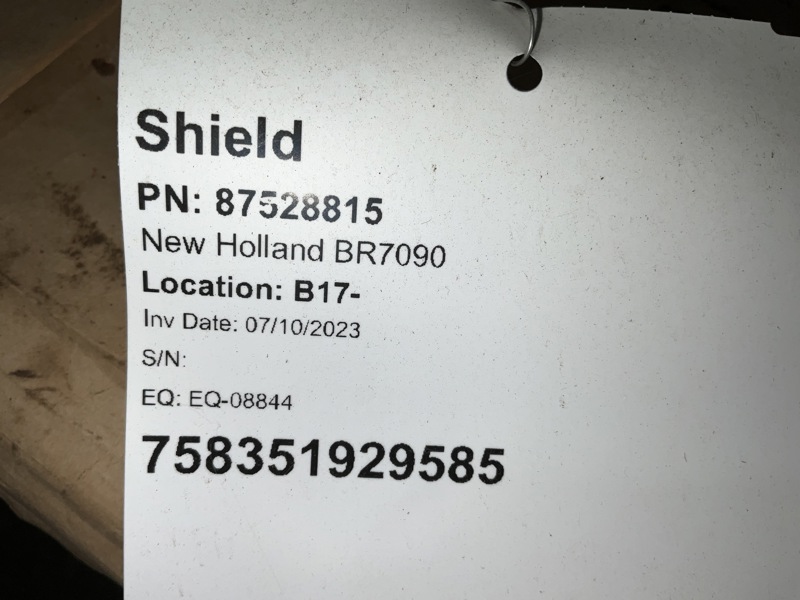 Shield
PN: 87528815
New Holland BR7090
Location: B17-
Inv Date: 07/10/2023
S/N:
EQ: EQ-08844
758351929585